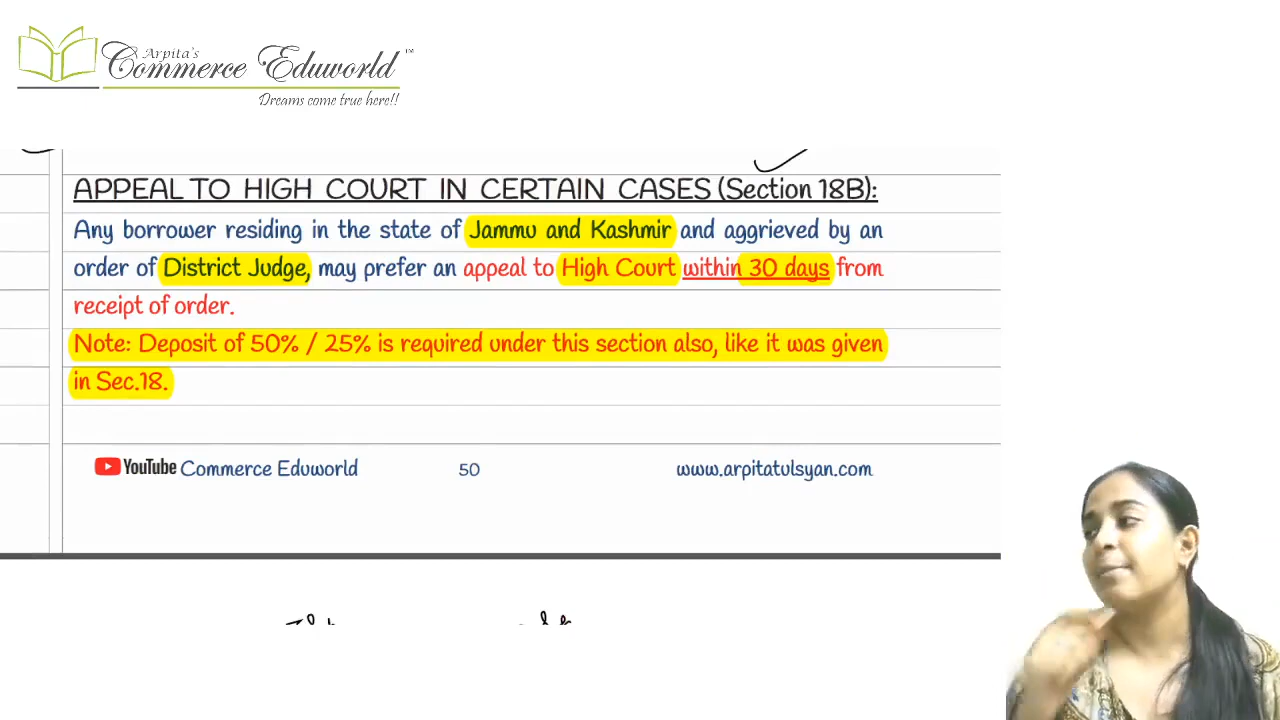 Arpita's
Commerce Eduworld™
Dreams come true here!!
APPEAL TO HIGH COURT IN CERTAIN CASES (Section 18B):
Any borrower residing in the state of Jammu and Kashmir and aggrieved by an
order of District Judge, may prefer an appeal to High Court within 30 days from
receipt of order.
Note: Deposit of 50% / 25% is required under this section also, like it was given
in Sec.18.
YouTube Commerce Eduworld 50 www.arpitatulsyan.com